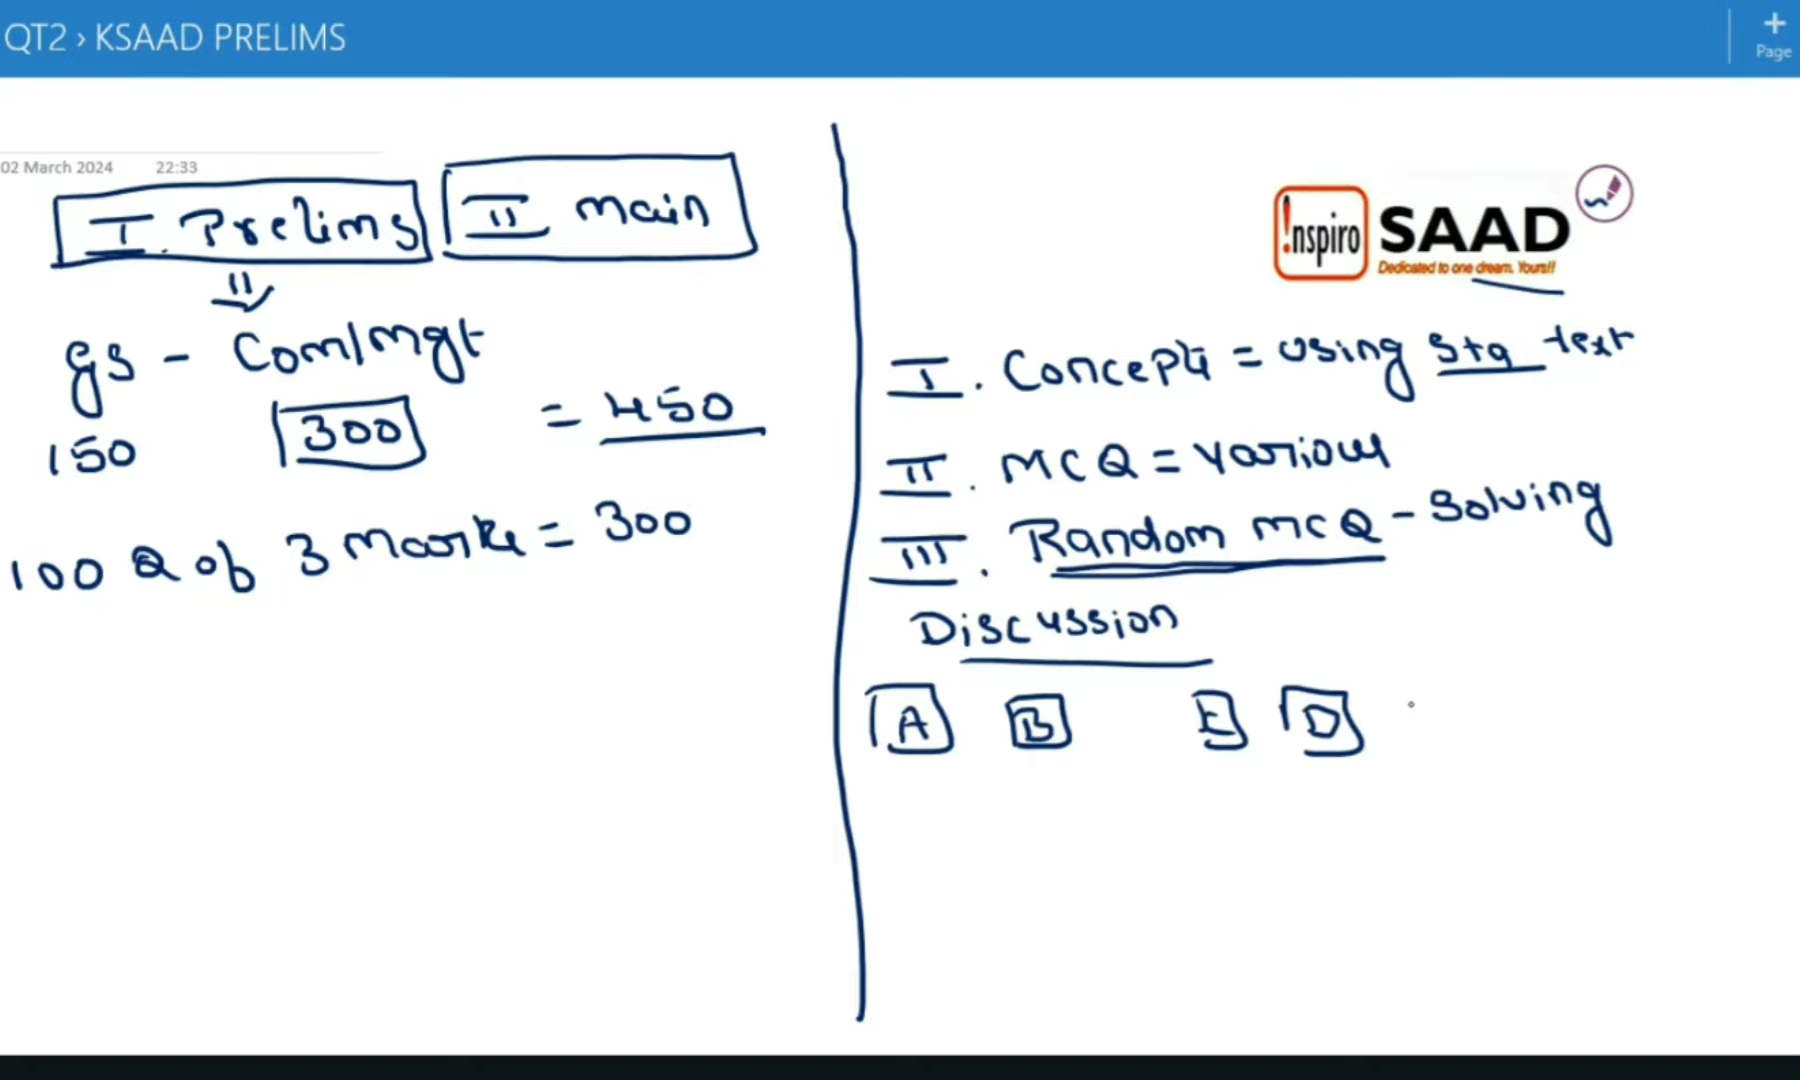 QT2 › KSAAD PRELIMS
+
Page
02 March 2024 22:33
I. Prelims
II main
GS - Com/Mgt
150 300 = 450
100 Q of 3 Marks = 300
!nspiro SAAD
Dedicated to one dream. Yours!!
I. Concepts = using Std text
II. MCQ = various
III. Random MCQ - Solving
Discussion
A B C D